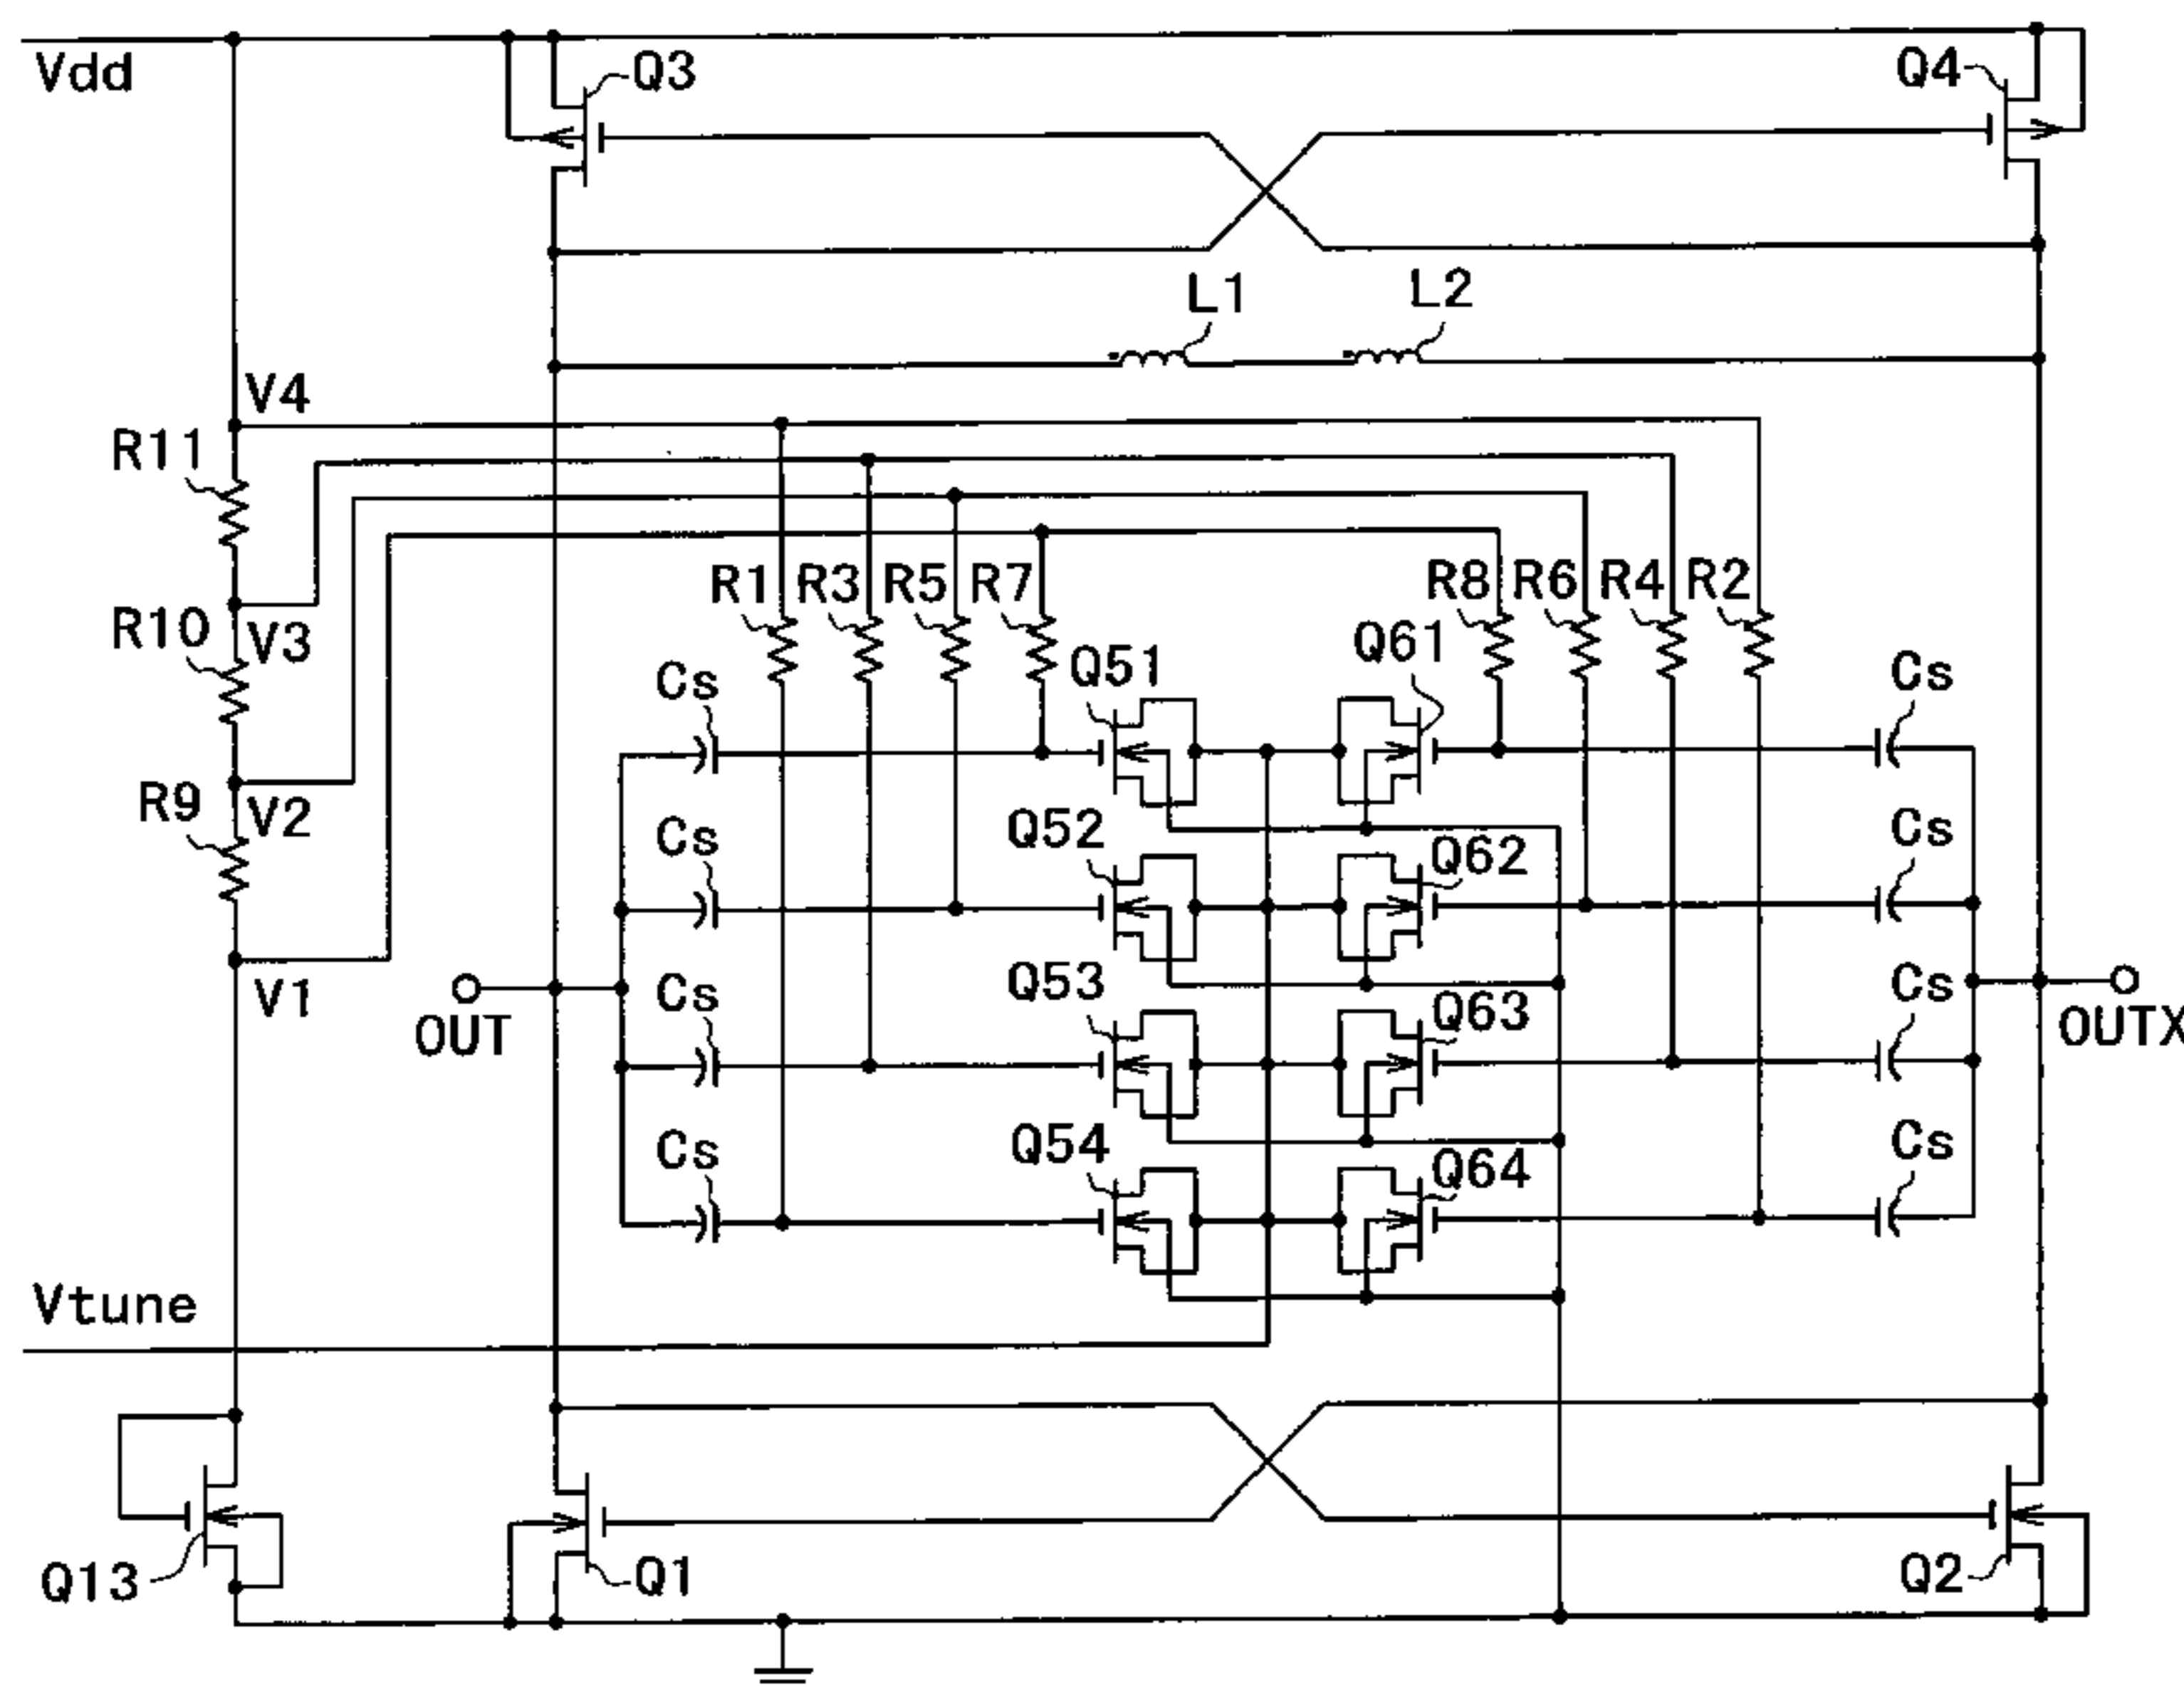 Vdd
Q3
Q4
L1
L2
V4
R11
R1
R3
R5
R7
R8
R6
R4
R2
R10
V3
Q51
Q61
Cs
Cs
R9
V2
Cs
Q52
Q62
Cs
V1
OUT
Cs
Q53
Q63
Cs
OUTX
Cs
Q54
Q64
Cs
Vtune
Q13
Q1
Q2